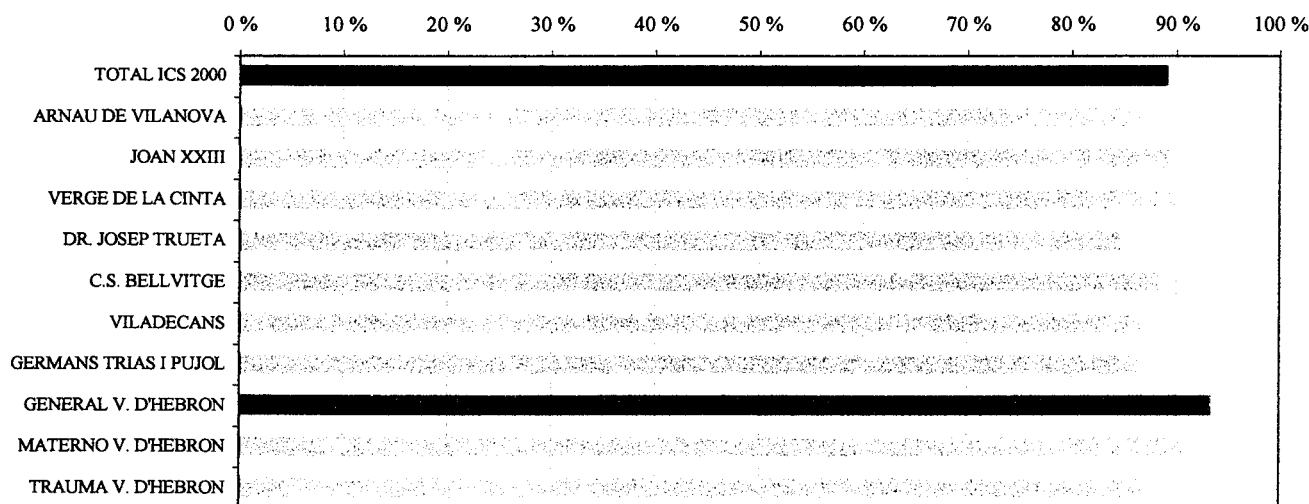 0 % 10 % 20 % 30 % 40 % 50 % 60 % 70 % 80 % 90 % 100 %
TOTAL ICS 2000
ARNAU DE VILANOVA
JOAN XXIII
VERGE DE LA CINTA
DR. JOSEP TRUETA
C.S. BELLVITGE
VILADECANS
GERMANS TRIAS I PUJOL
GENERAL V. D'HEBRON
MATERNO V. D'HEBRON
TRAUMA V. D'HEBRON